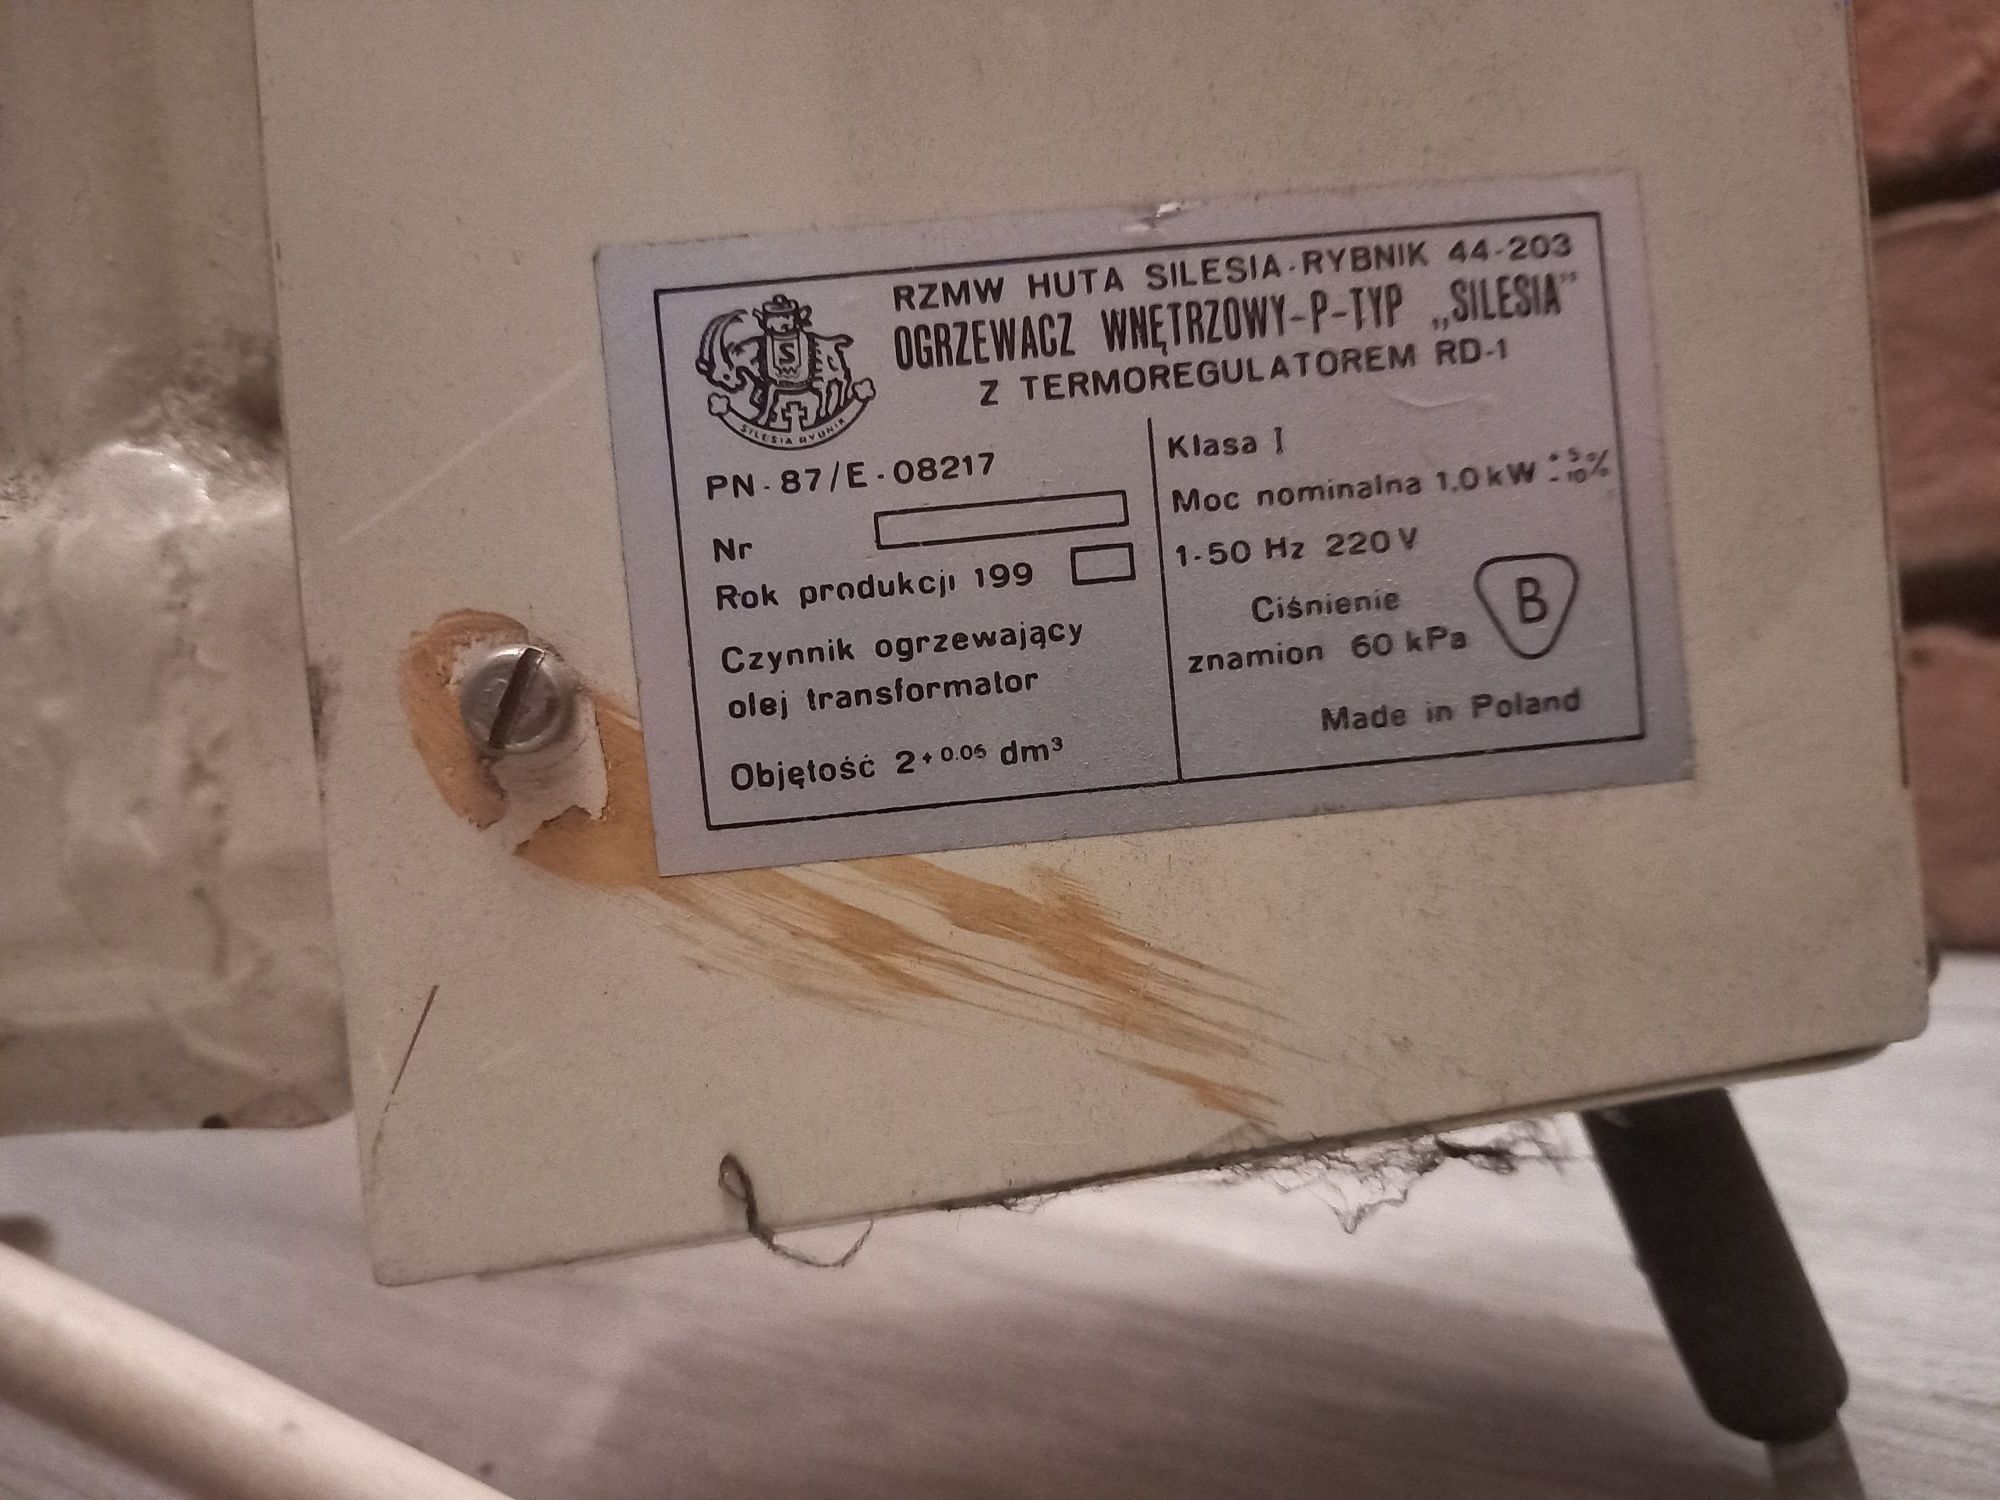 RZMW HUTA SILESIA-RYBNIK 44-203
OGRZEWACZ WNĘTRZOWY-P-TYP „SILESIA”
Z TERMOREGULATOREM RD-1
S
SILESIA RYBNIK
PN-87/E-08217
Nr
Rok produkcji 199
Czynnik ogrzewający
olej transformator
Objętość 2+0.05 dm³
Klasa I
Moc nominalna 1,0 kW +5 -10%
1-50 Hz 220 V
Ciśnienie
znamion 60 kPa
B
Made in Poland